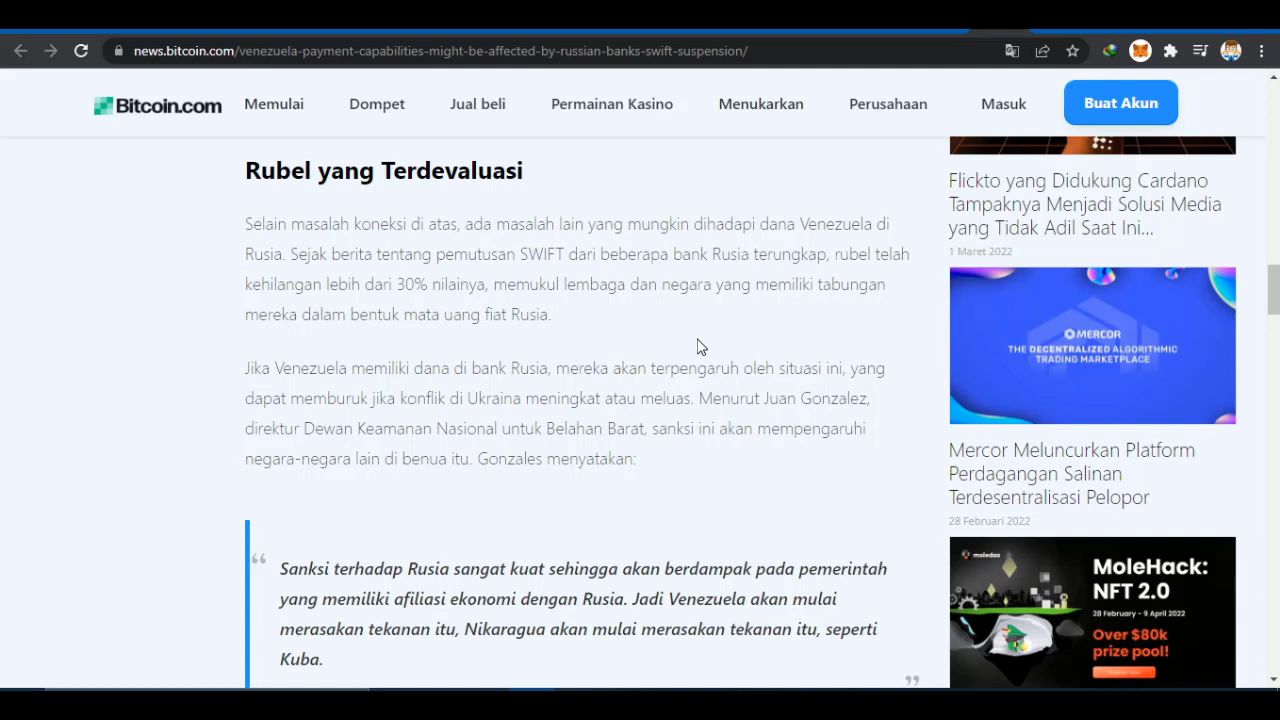 news.bitcoin.com/venezuela-payment-capabilities-might-be-affected-by-russian-banks-swift-suspension/
Bitcoin.com
Memulai
Dompet
Jual beli
Permainan Kasino
Menukarkan
Perusahaan
Masuk
Buat Akun
Rubel yang Terdevaluasi
Selain masalah koneksi di atas, ada masalah lain yang mungkin dihadapi dana Venezuela di
Rusia. Sejak berita tentang pemutusan SWIFT dari beberapa bank Rusia terungkap, rubel telah
kehilangan lebih dari 30% nilainya, memukul lembaga dan negara yang memiliki tabungan
mereka dalam bentuk mata uang fiat Rusia.
Jika Venezuela memiliki dana di bank Rusia, mereka akan terpengaruh oleh situasi ini, yang
dapat memburuk jika konflik di Ukraina meningkat atau meluas. Menurut Juan Gonzalez,
direktur Dewan Keamanan Nasional untuk Belahan Barat, sanksi ini akan mempengaruhi
negara-negara lain di benua itu. Gonzales menyatakan:
“
Sanksi terhadap Rusia sangat kuat sehingga akan berdampak pada pemerintah
yang memiliki afiliasi ekonomi dengan Rusia. Jadi Venezuela akan mulai
merasakan tekanan itu, Nikaragua akan mulai merasakan tekanan itu, seperti
Kuba.
”
Flickto yang Didukung Cardano
Tampaknya Menjadi Solusi Media
yang Tidak Adil Saat Ini...
1 Maret 2022
MERCOR
THE DECENTRALIZED ALGORITHMIC
TRADING MARKETPLACE
Mercor Meluncurkan Platform
Perdagangan Salinan
Terdesentralisasi Pelopor
28 Februari 2022
moledao
MoleHack:
NFT 2.0
28 February - 9 April 2022
Over $80k
prize pool!